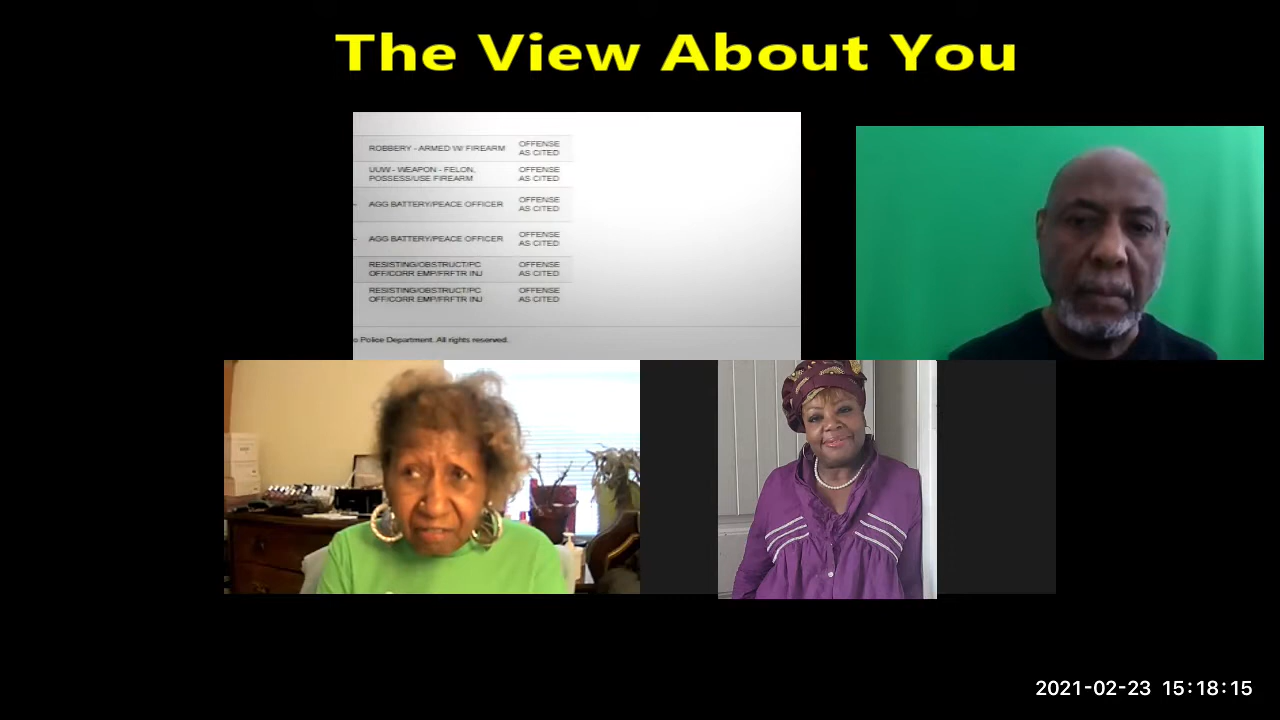 The View About You
ROBBERY - ARMED W/ FIREARM OFFENSE
AS CITED
UUW - WEAPON - FELON, OFFENSE
POSSESS/USE FIREARM AS CITED
AGG BATTERY/PEACE OFFICER OFFENSE
AS CITED
AGG BATTERY/PEACE OFFICER OFFENSE
AS CITED
RESISTING/OBSTRUCT/PC OFFENSE
OFF/CORR EMP/FRFTR INJ AS CITED
RESISTING/OBSTRUCT/PC OFFENSE
OFF/CORR EMP/FRFTR INJ AS CITED
o Police Department. All rights reserved.
2021-02-23 15:18:15